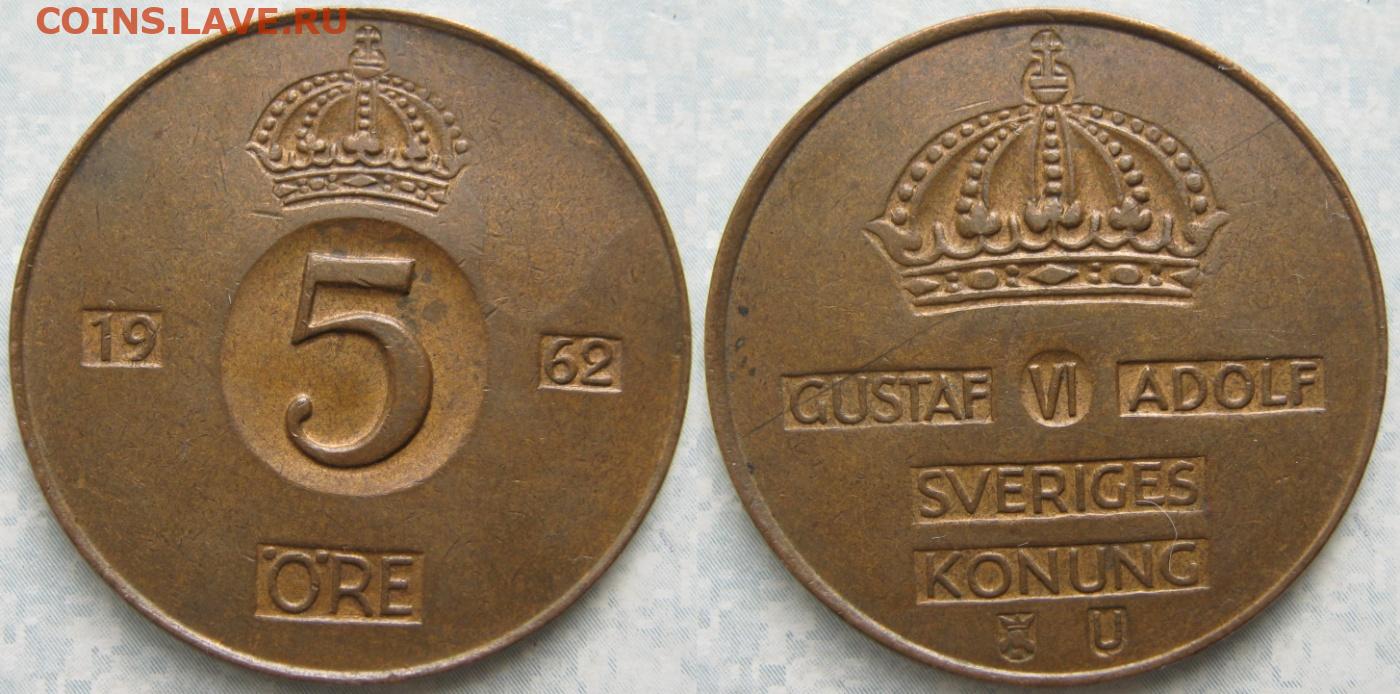 COINS.LAVE.RU
5
19 62
ÖRE
GUSTAF VI ADOLF
SVERIGES
KONUNG
U